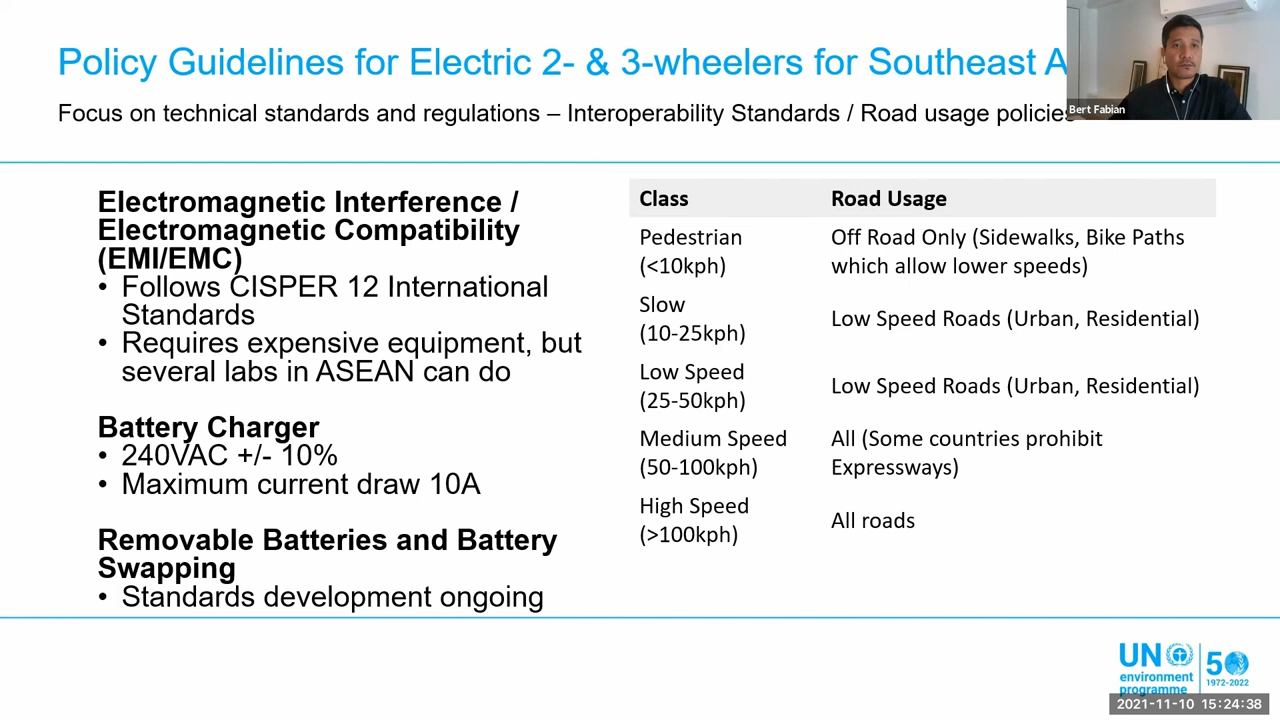 Policy Guidelines for Electric 2- & 3-wheelers for Southeast A
Focus on technical standards and regulations – Interoperability Standards / Road usage policies
Bert Fabian
Electromagnetic Interference /
Electromagnetic Compatibility
(EMI/EMC)
• Follows CISPER 12 International
Standards
• Requires expensive equipment, but
several labs in ASEAN can do
Battery Charger
• 240VAC +/- 10%
• Maximum current draw 10A
Removable Batteries and Battery
Swapping
• Standards development ongoing
Class Road Usage
Pedestrian
(<10kph)
Off Road Only (Sidewalks, Bike Paths
which allow lower speeds)
Slow
(10-25kph)
Low Speed Roads (Urban, Residential)
Low Speed
(25-50kph)
Low Speed Roads (Urban, Residential)
Medium Speed
(50-100kph)
All (Some countries prohibit
Expressways)
High Speed
(>100kph)
All roads
UN
environment
programme
50
1972-2022
2021-11-10 15:24:38